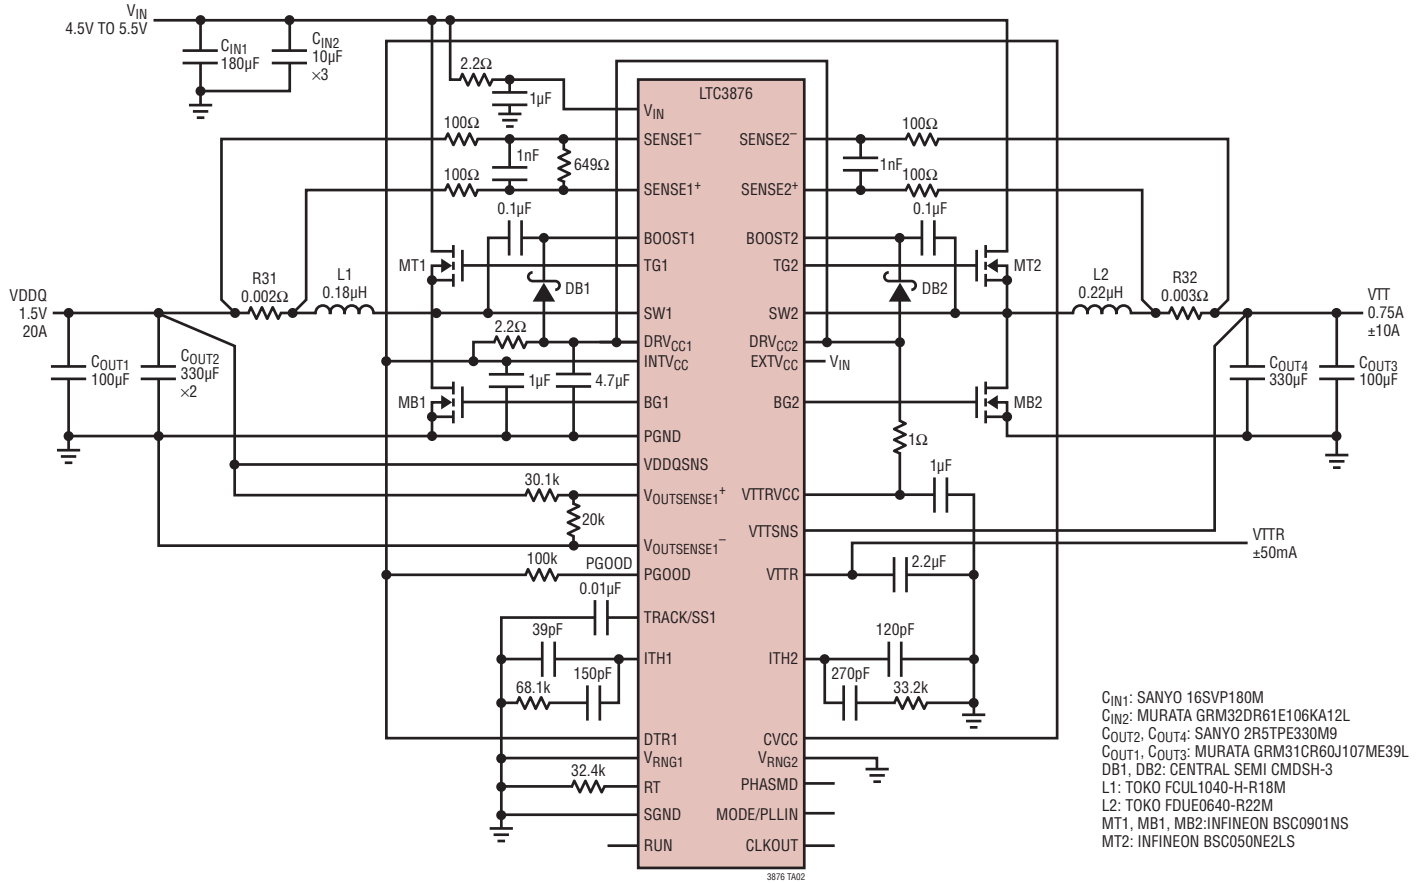 VIN
4.5V TO 5.5V
CIN1
180µF
CIN2
10µF
×3
2.2Ω
1µF
LTC3876
VIN
100Ω
SENSE1–
1nF
649Ω
100Ω
SENSE1+
SENSE2–
100Ω
1nF
SENSE2+
100Ω
0.1µF
BOOST1
BOOST2
0.1µF
MT1
TG1
TG2
MT2
DB1
DB2
VDDQ
1.5V
20A
R31
0.002Ω
L1
0.18µH
SW1
SW2
L2
0.22µH
R32
0.003Ω
VTT
0.75A
±10A
2.2Ω
DRVCC1
DRVCC2
INTVCC
EXTVCC
VIN
COUT1
100µF
COUT2
330µF
×2
1µF
4.7µF
COUT4
330µF
COUT3
100µF
MB1
BG1
BG2
MB2
PGND
1Ω
VDDQSNS
1µF
30.1k
VOUTSENSE1+
VTTRVCC
20k
VTTSNS
VOUTSENSE1–
VTTR
±50mA
100k
PGOOD
PGOOD
VTTR
2.2µF
0.01µF
TRACK/SS1
39pF
ITH1
ITH2
120pF
150pF
68.1k
270pF
33.2k
DTR1
CVCC
VRNG1
VRNG2
32.4k
RT
PHASMD
SGND
MODE/PLLIN
RUN
CLKOUT
3876 TA02
CIN1: SANYO 16SVP180M
CIN2: MURATA GRM32DR61E106KA12L
COUT2, COUT4: SANYO 2R5TPE330M9
COUT1, COUT3: MURATA GRM31CR60J107ME39L
DB1, DB2: CENTRAL SEMI CMDSH-3
L1: TOKO FCUL1040-H-R18M
L2: TOKO FDUE0640-R22M
MT1, MB1, MB2:INFINEON BSC0901NS
MT2: INFINEON BSC050NE2LS